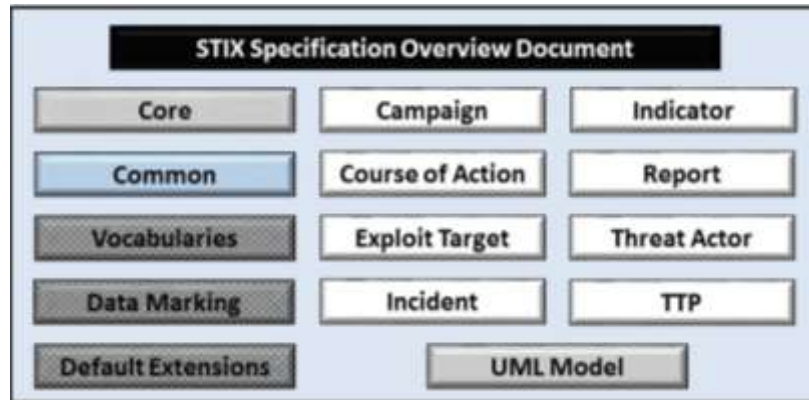 STIX Specification Overview Document
Core
Campaign
Indicator
Common
Course of Action
Report
Vocabularies
Exploit Target
Threat Actor
Data Marking
Incident
TTP
Default Extensions
UML Model